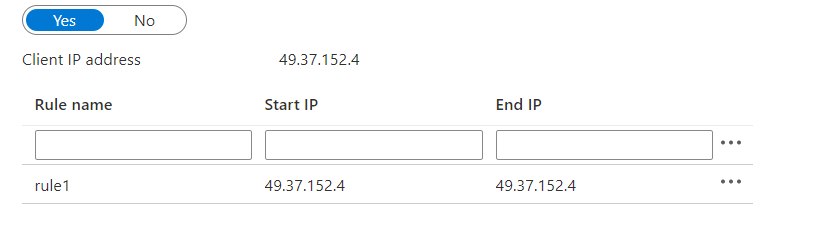 Yes No
Client IP address 49.37.152.4
Rule name Start IP End IP
rule1 49.37.152.4 49.37.152.4